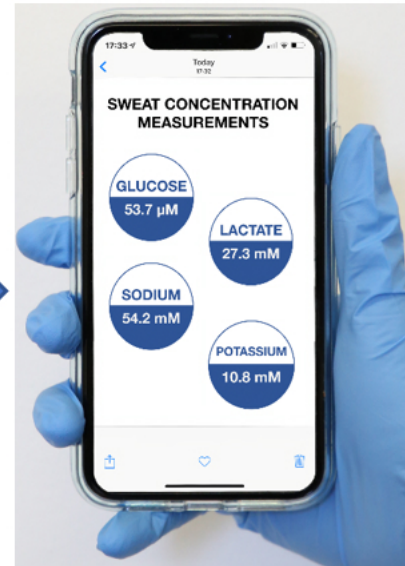 17:33
Today
17:32
SWEAT CONCENTRATION
MEASUREMENTS
GLUCOSE
53.7 µM
LACTATE
27.3 mM
SODIUM
54.2 mM
POTASSIUM
10.8 mM